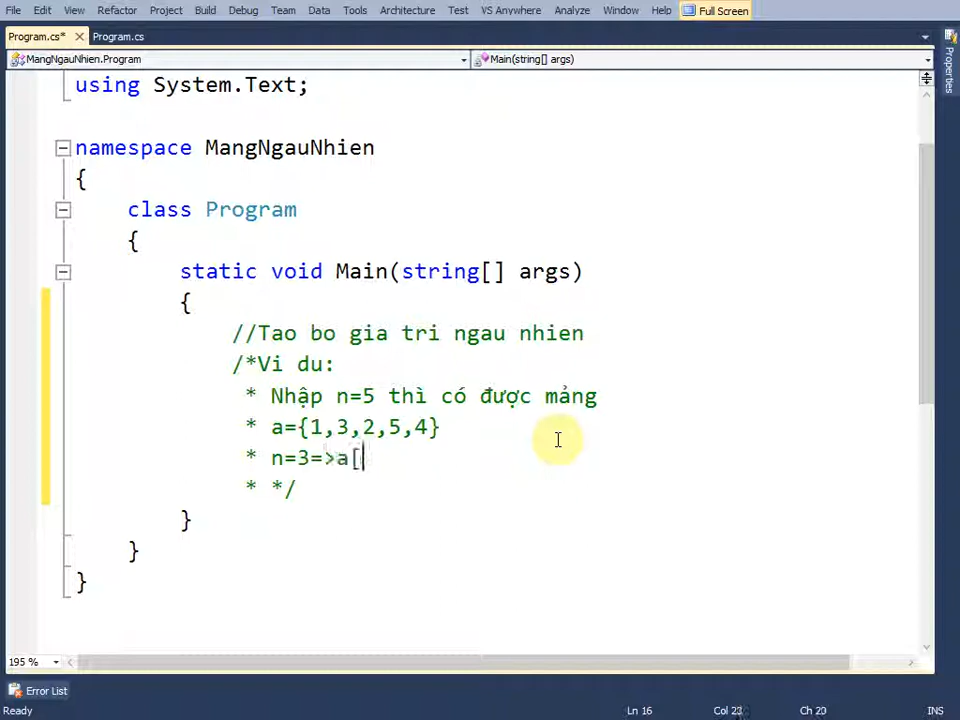 File Edit View Refactor Project Build Debug Team Data Tools Architecture Test VS Anywhere Analyze Window Help Full Screen
Program.cs* Program.cs
MangNgauNhien.Program Main(string[] args)
Properties
using System.Text;
namespace MangNgauNhien
{
class Program
{
static void Main(string[] args)
{
//Tao bo gia tri ngau nhien
/*Vi du:
* Nhập n=5 thì có được mảng
* a={1,3,2,5,4}
* n=3=>a[
* */
}
}
}
195 %
Error List
Ready Ln 16 Col 23 Ch 20 INS